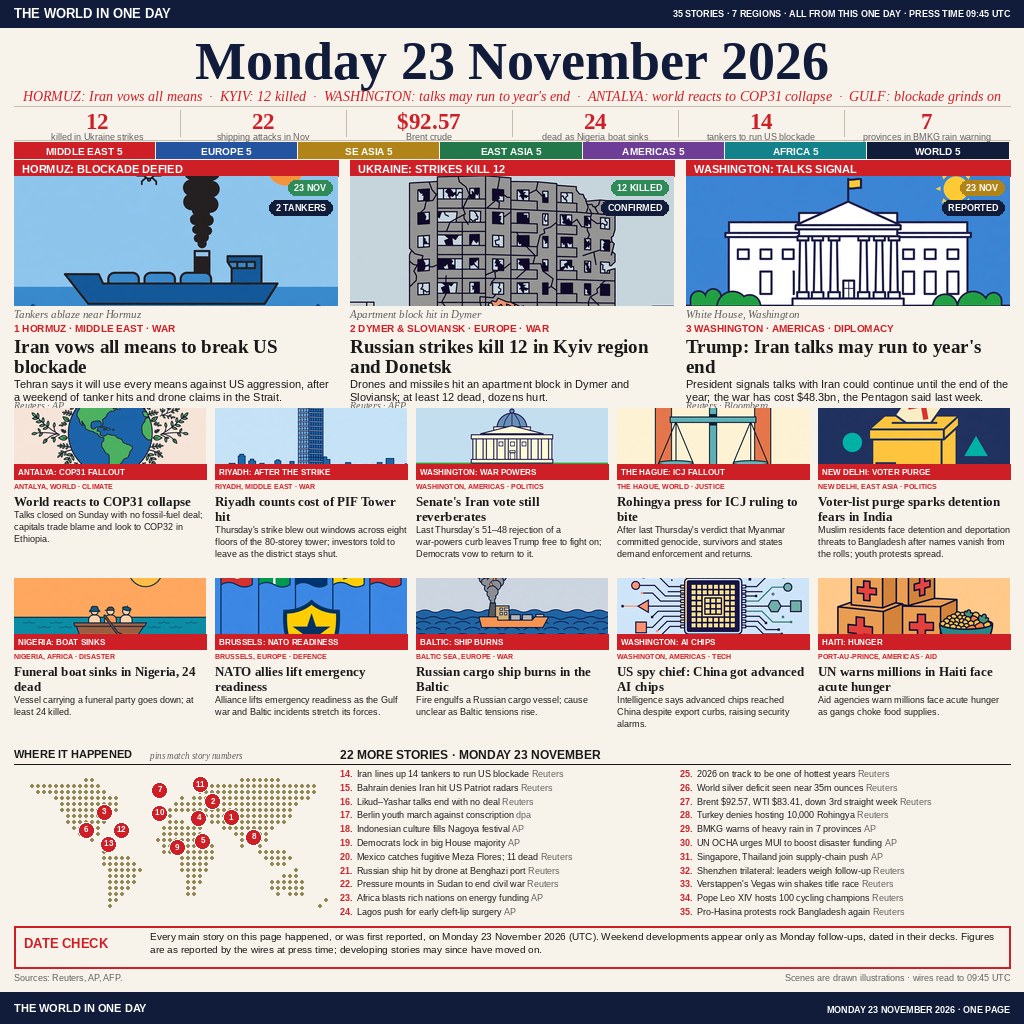 THE WORLD IN ONE DAY
35 STORIES · 7 REGIONS · ALL FROM THIS ONE DAY · PRESS TIME 09:45 UTC
Monday 23 November 2026
HORMUZ: Iran vows all means · KYIV: 12 killed · WASHINGTON: talks may run to year's end · ANTALYA: world reacts to COP31 collapse · GULF: blockade grinds on
12
killed in Ukraine strikes
22
shipping attacks in Nov
$92.57
Brent crude
24
dead as Nigeria boat sinks
14
tankers to run US blockade
7
provinces in BMKG rain warning
MIDDLE EAST 5
EUROPE 5
SE ASIA 5
EAST ASIA 5
AMERICAS 5
AFRICA 5
WORLD 5
HORMUZ: BLOCKADE DEFIED
23 NOV
2 TANKERS
Tankers ablaze near Hormuz
1 HORMUZ · MIDDLE EAST · WAR
Iran vows all means to break US
blockade
Tehran says it will use every means against US aggression, after
a weekend of tanker hits and drone claims in the Strait.
Reuters · AP
UKRAINE: STRIKES KILL 12
12 KILLED
CONFIRMED
Apartment block hit in Dymer
2 DYMER & SLOVIANSK · EUROPE · WAR
Russian strikes kill 12 in Kyiv region
and Donetsk
Drones and missiles hit an apartment block in Dymer and
Sloviansk; at least 12 dead, dozens hurt.
Reuters · AFP
WASHINGTON: TALKS SIGNAL
23 NOV
REPORTED
White House, Washington
3 WASHINGTON · AMERICAS · DIPLOMACY
Trump: Iran talks may run to year's
end
President signals talks with Iran could continue until the end of the
year; the war has cost $48.3bn, the Pentagon said last week.
Reuters · Bloomberg
ANTALYA: COP31 FALLOUT
ANTALYA, WORLD · CLIMATE
World reacts to COP31 collapse
Talks closed on Sunday with no fossil-fuel deal;
capitals trade blame and look to COP32 in
Ethiopia.
RIYADH: AFTER THE STRIKE
RIYADH, MIDDLE EAST · WAR
Riyadh counts cost of PIF Tower
hit
Thursday's strike blew out windows across eight
floors of the 80-storey tower; investors told to
leave as the district stays shut.
WASHINGTON: WAR POWERS
WASHINGTON, AMERICAS · POLITICS
Senate's Iran vote still
reverberates
Last Thursday's 51–48 rejection of a
war-powers curb leaves Trump free to fight on;
Democrats vow to return to it.
THE HAGUE: ICJ FALLOUT
THE HAGUE, WORLD · JUSTICE
Rohingya press for ICJ ruling to
bite
After last Thursday's verdict that Myanmar
committed genocide, survivors and states
demand enforcement and returns.
NEW DELHI: VOTER PURGE
NEW DELHI, EAST ASIA · POLITICS
Voter-list purge sparks detention
fears in India
Muslim residents face detention and deportation
threats to Bangladesh after names vanish from
the rolls; youth protests spread.
NIGERIA: BOAT SINKS
NIGERIA, AFRICA · DISASTER
Funeral boat sinks in Nigeria, 24
dead
Vessel carrying a funeral party goes down; at
least 24 killed.
BRUSSELS: NATO READINESS
BRUSSELS, EUROPE · DEFENCE
NATO allies lift emergency
readiness
Alliance lifts emergency readiness as the Gulf
war and Baltic incidents stretch its forces.
BALTIC: SHIP BURNS
BALTIC SEA, EUROPE · WAR
Russian cargo ship burns in the
Baltic
Fire engulfs a Russian cargo vessel; cause
unclear as Baltic tensions rise.
WASHINGTON: AI CHIPS
WASHINGTON, AMERICAS · TECH
US spy chief: China got advanced
AI chips
Intelligence says advanced chips reached
China despite export curbs, raising security
alarms.
HAITI: HUNGER
PORT-AU-PRINCE, AMERICAS · AID
UN warns millions in Haiti face
acute hunger
Aid agencies warn millions face acute hunger
as gangs choke food supplies.
WHERE IT HAPPENED
pins match story numbers
11
7
2
3
10
4
1
6
12
13
9
5
8
22 MORE STORIES · MONDAY 23 NOVEMBER
14. Iran lines up 14 tankers to run US blockade Reuters
15. Bahrain denies Iran hit US Patriot radars Reuters
16. Likud–Yashar talks end with no deal Reuters
17. Berlin youth march against conscription dpa
18. Indonesian culture fills Nagoya festival AP
19. Democrats lock in big House majority AP
20. Mexico catches fugitive Meza Flores; 11 dead Reuters
21. Russian ship hit by drone at Benghazi port Reuters
22. Pressure mounts in Sudan to end civil war Reuters
23. Africa blasts rich nations on energy funding AP
24. Lagos push for early cleft-lip surgery AP
25. 2026 on track to be one of hottest years Reuters
26. World silver deficit seen near 35m ounces Reuters
27. Brent $92.57, WTI $83.41, down 3rd straight week Reuters
28. Turkey denies hosting 10,000 Rohingya Reuters
29. BMKG warns of heavy rain in 7 provinces AP
30. UN OCHA urges MIU to boost disaster funding AP
31. Singapore, Thailand join supply-chain push AP
32. Shenzhen trilateral: leaders weigh follow-up Reuters
33. Verstappen's Vegas win shakes title race Reuters
34. Pope Leo XIV hosts 100 cycling champions Reuters
35. Pro-Hasina protests rock Bangladesh again Reuters
DATE CHECK
Every main story on this page happened, or was first reported, on Monday 23 November 2026 (UTC). Weekend developments appear only as Monday follow-ups, dated in their decks. Figures
are as reported by the wires at press time; developing stories may since have moved on.
Sources: Reuters, AP, AFP.
Scenes are drawn illustrations · wires read to 09:45 UTC
THE WORLD IN ONE DAY
MONDAY 23 NOVEMBER 2026 · ONE PAGE